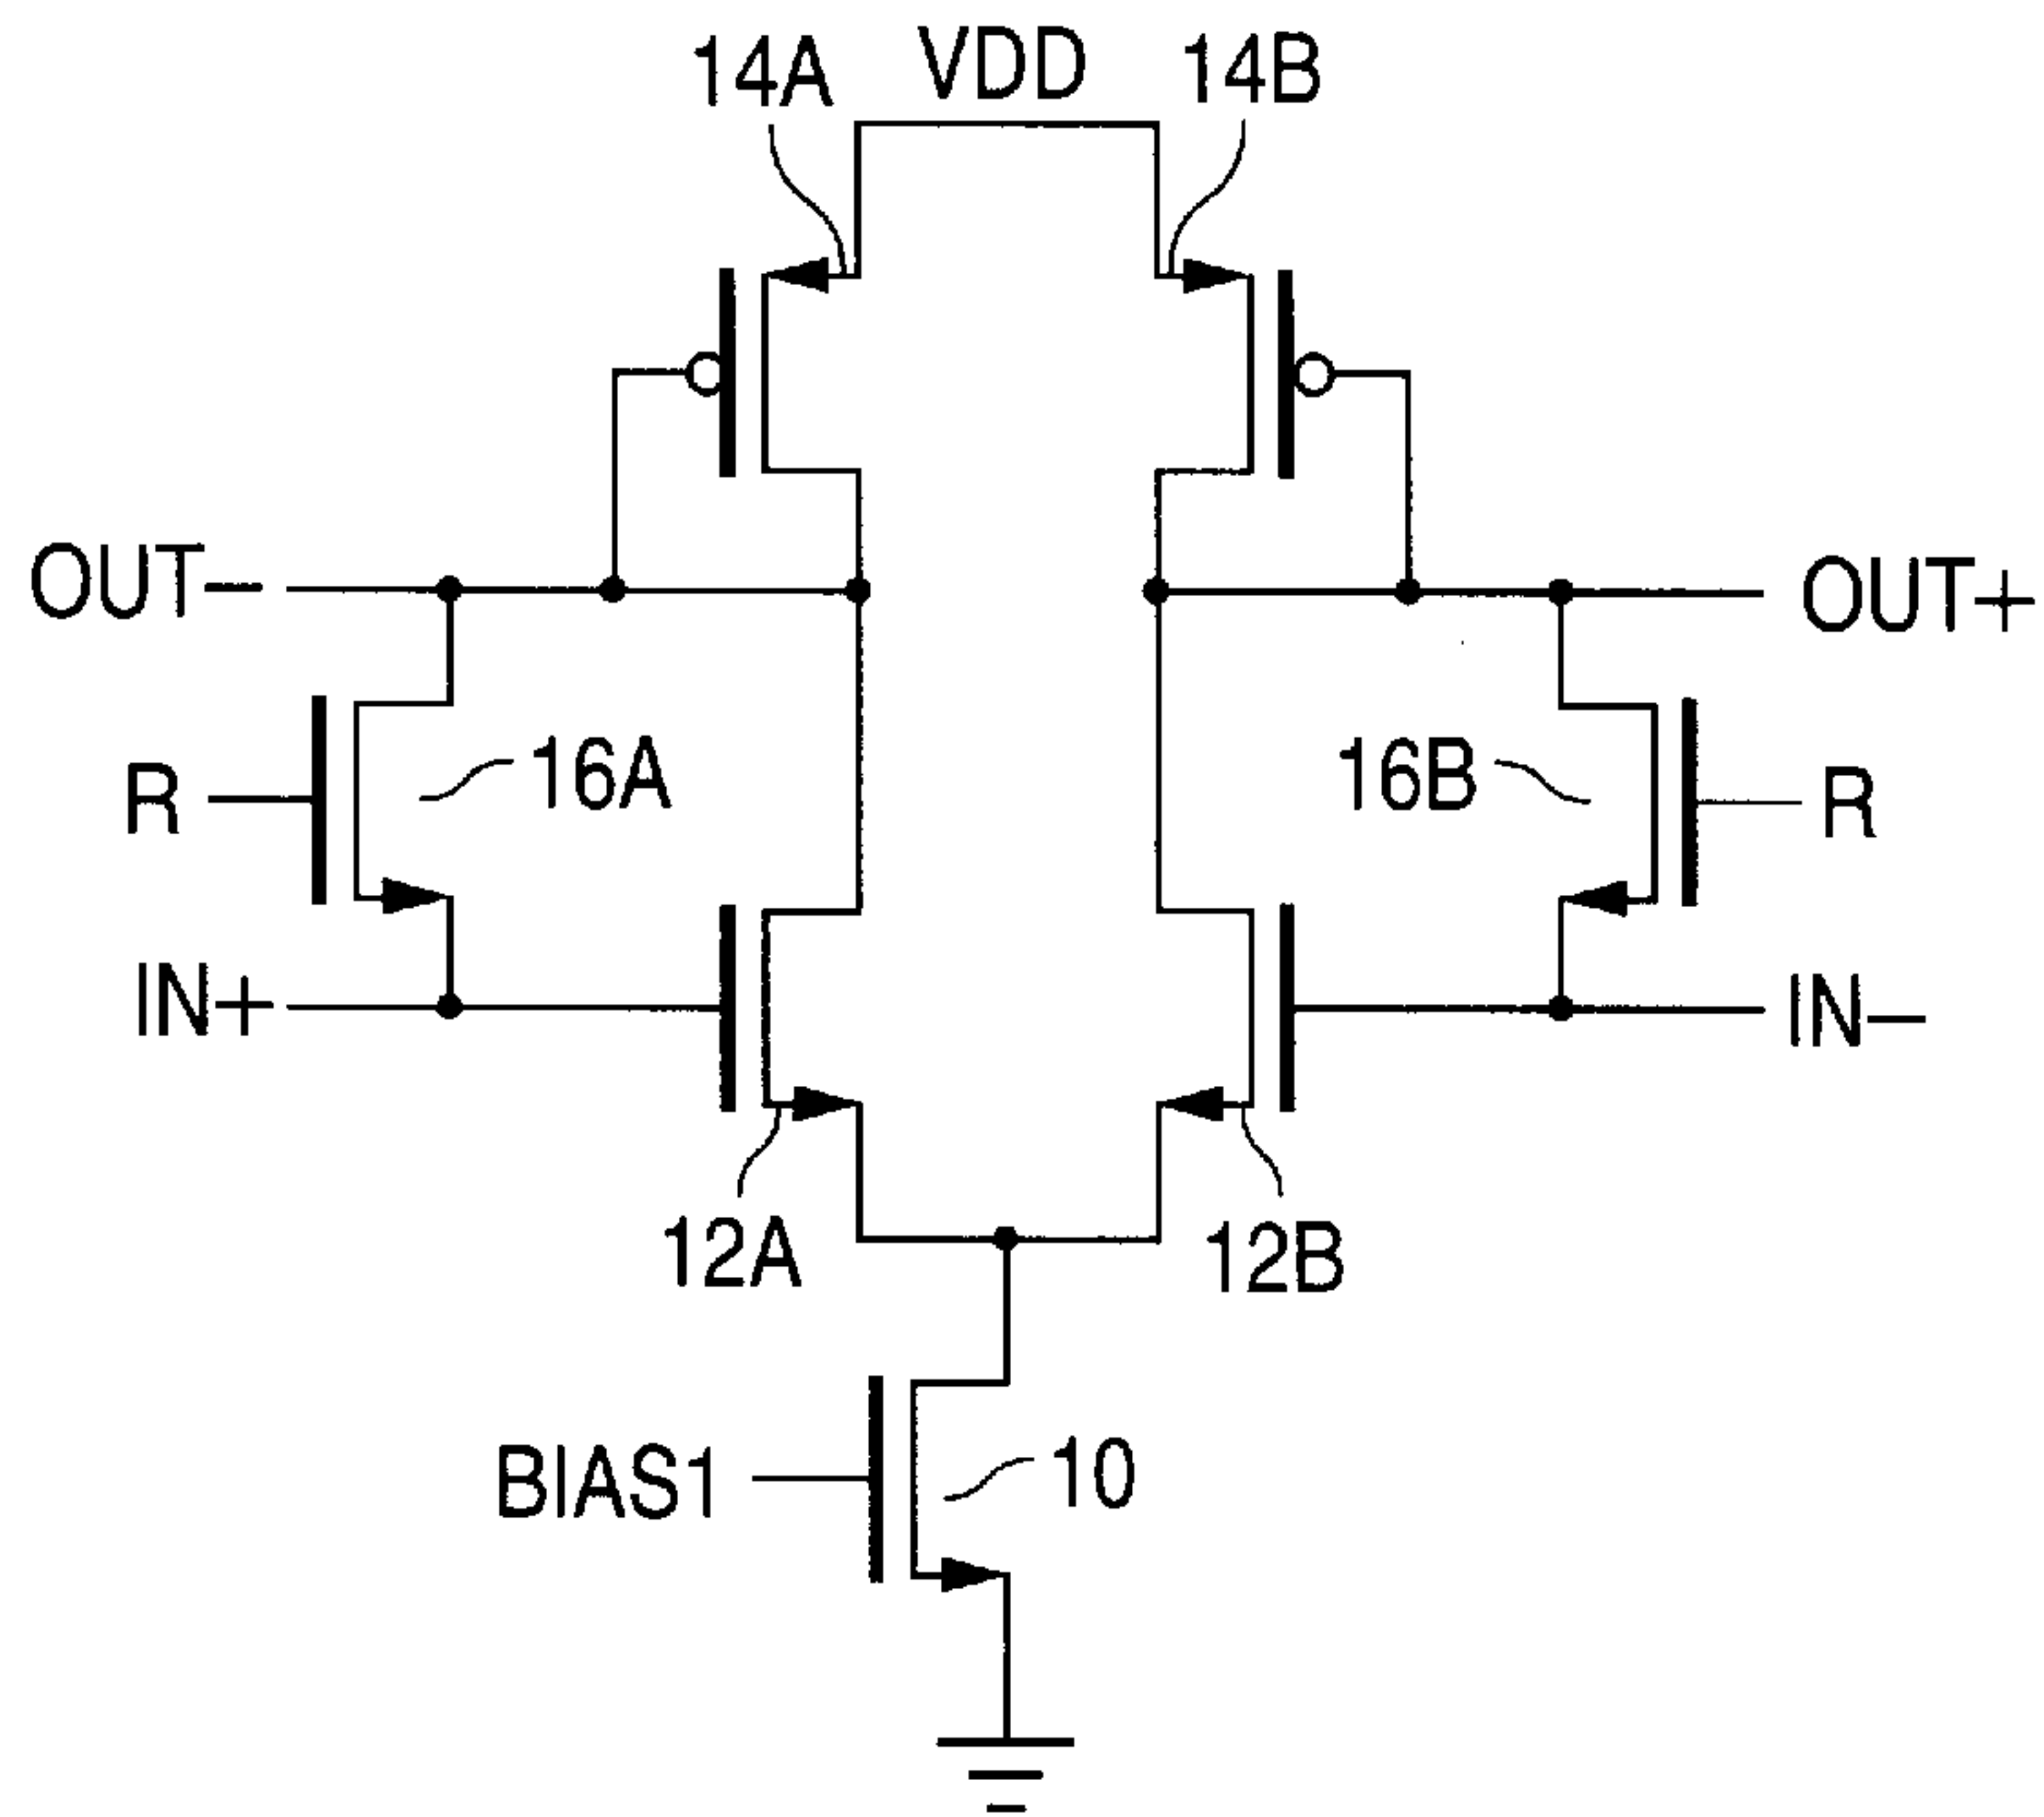 14A VDD 14B
OUT- OUT+
16A 16B
R R
IN+ IN-
12A 12B
BIAS1 10